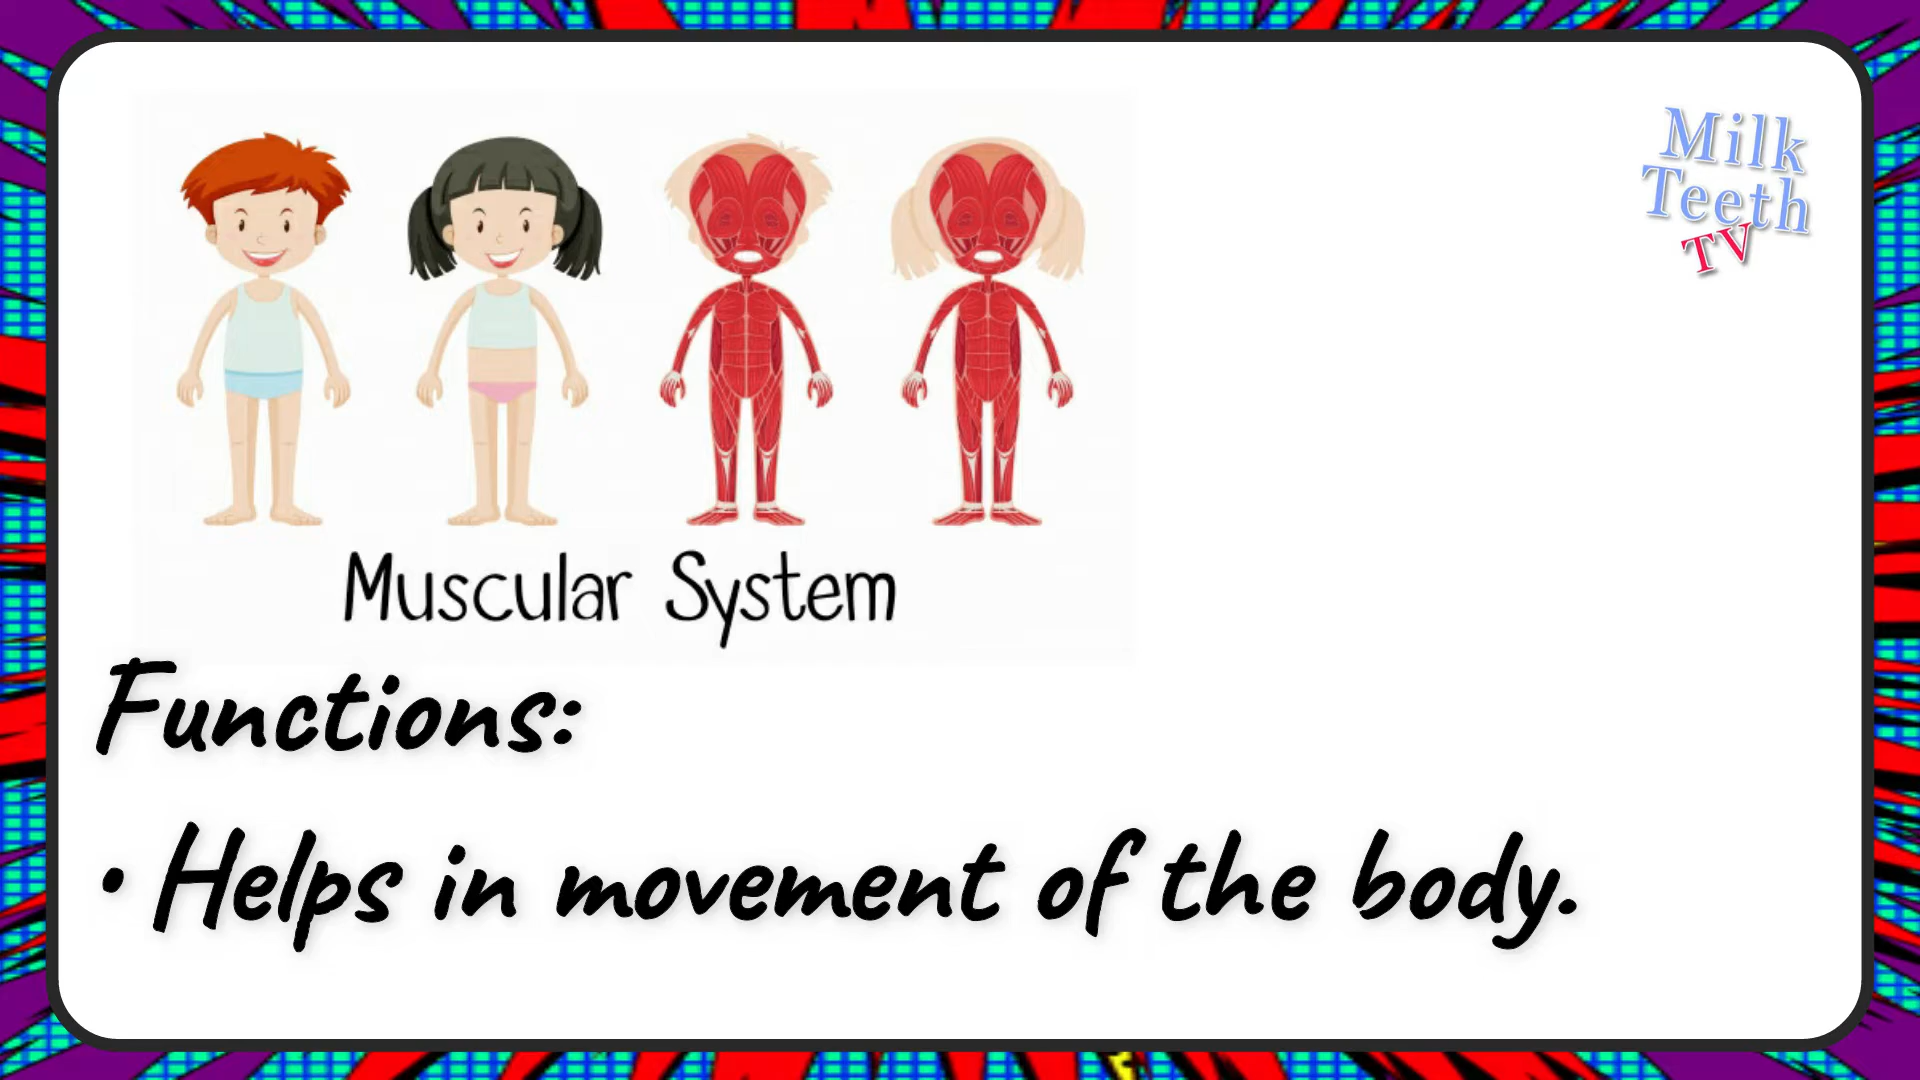 Milk
Teeth
TV
Muscular System
Functions:
• Helps in movement of the body.